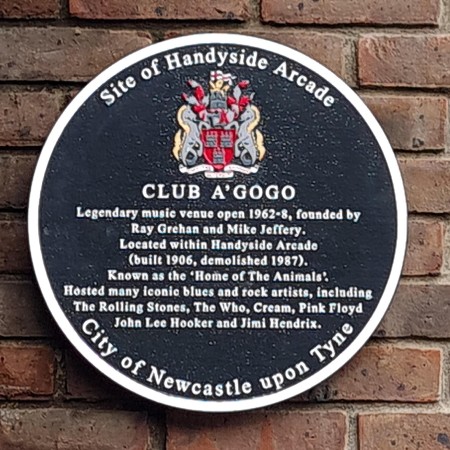 Site of Handyside Arcade
CLUB A'GOGO
Legendary music venue open 1962-8, founded by
Ray Grehan and Mike Jeffery.
Located within Handyside Arcade
(built 1906, demolished 1987).
Known as the 'Home of The Animals'.
Hosted many iconic blues and rock artists, including
The Rolling Stones, The Who, Cream, Pink Floyd
John Lee Hooker and Jimi Hendrix.
City of Newcastle upon Tyne